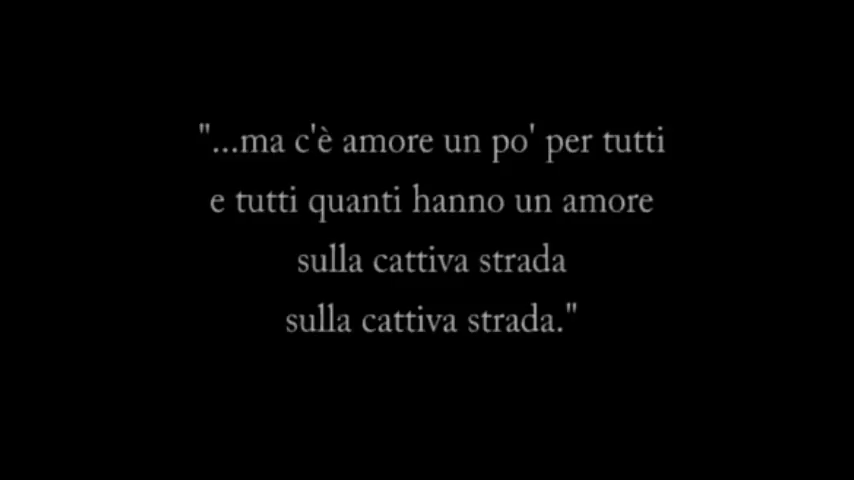 "...ma c'è amore un po' per tutti
e tutti quanti hanno un amore
sulla cattiva strada
sulla cattiva strada."